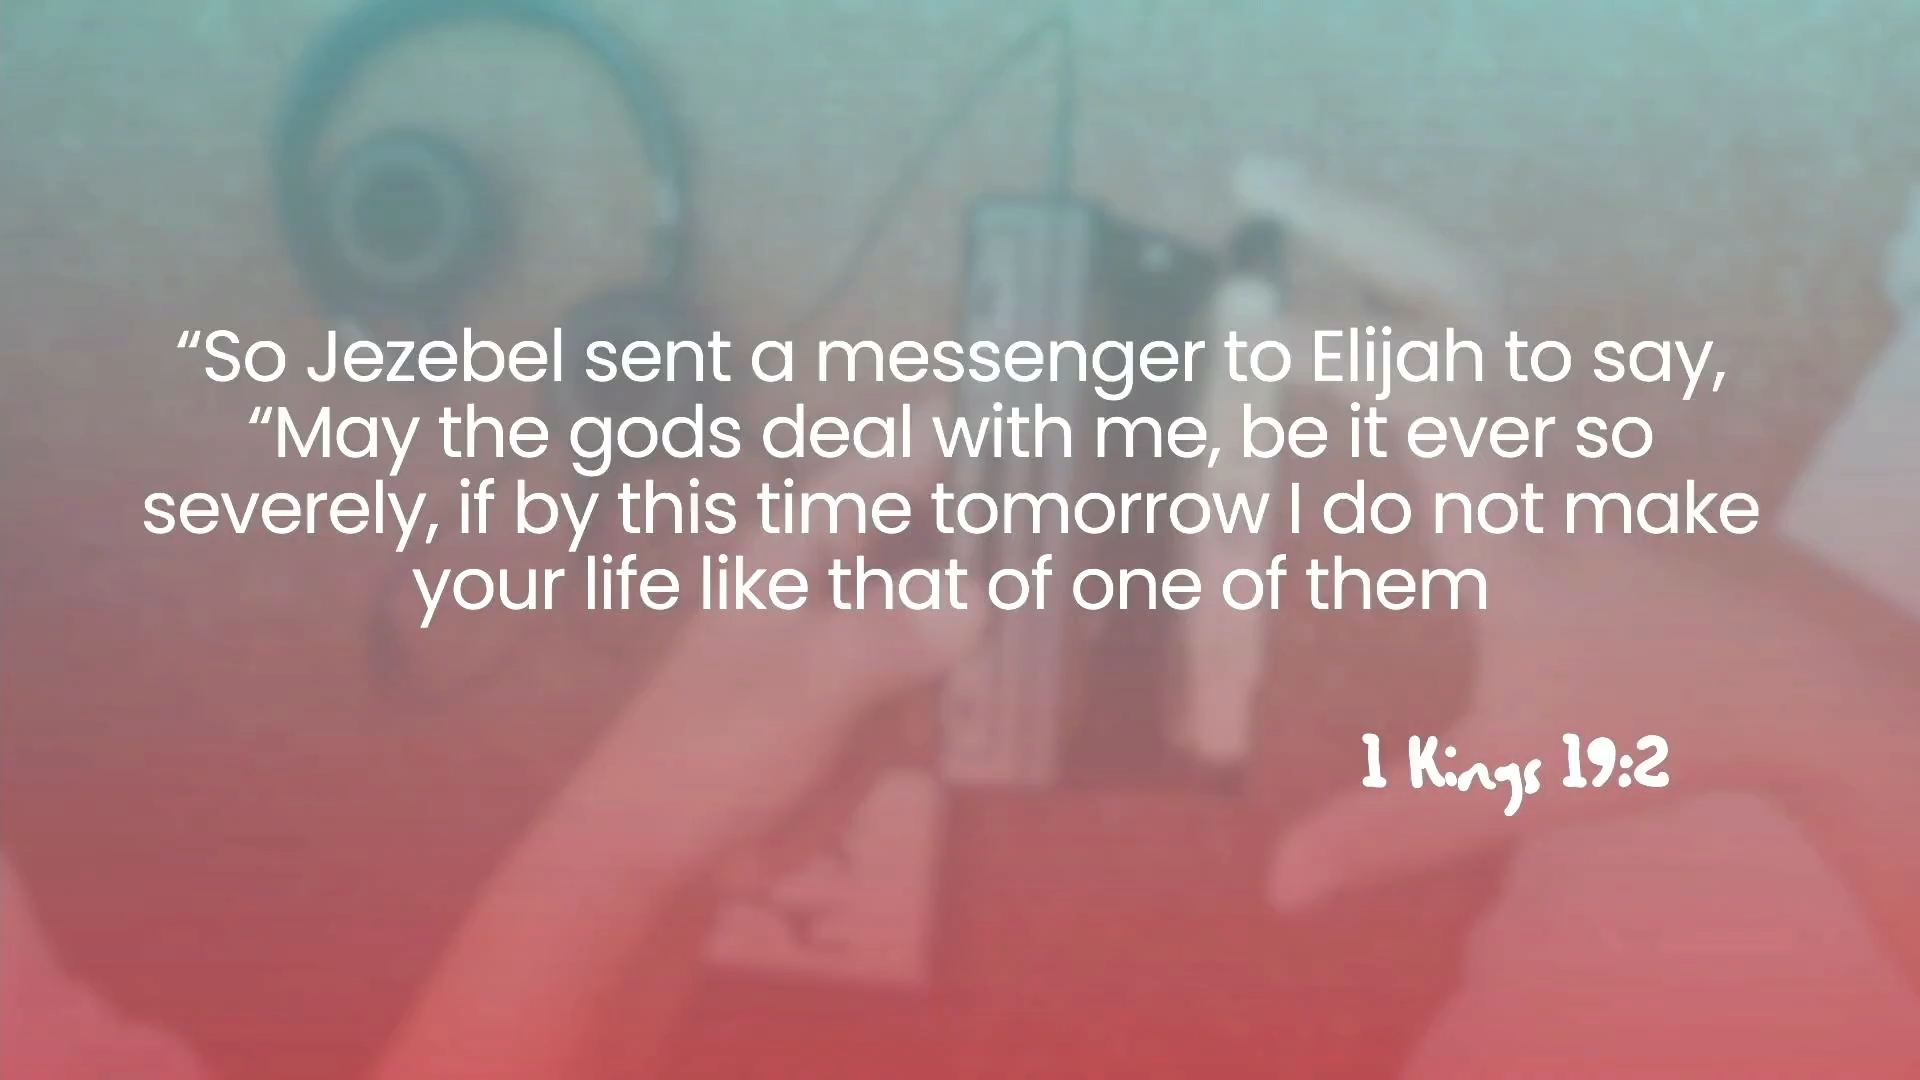 “So Jezebel sent a messenger to Elijah to say,
“May the gods deal with me, be it ever so
severely, if by this time tomorrow I do not make
your life like that of one of them
1 Kings 19:2